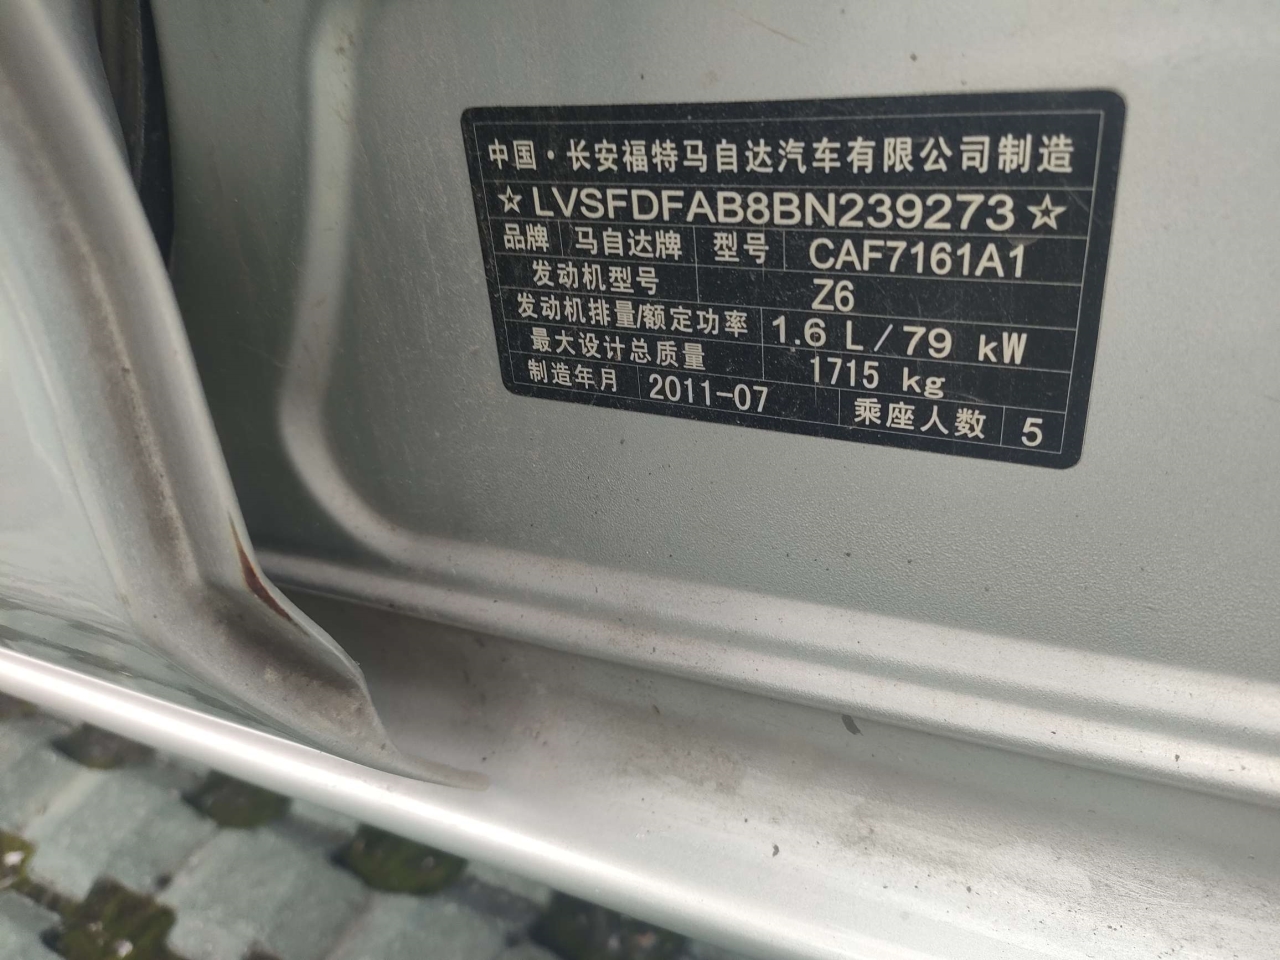 中国·长安福特马自达汽车有限公司制造
☆LVSFDFAB8BN239273☆
品牌 马自达牌 型号 CAF7161A1
发动机型号 Z6
发动机排量/额定功率 1.6 L/79 kW
最大设计总质量 1715 kg
制造年月 2011-07 乘座人数 5